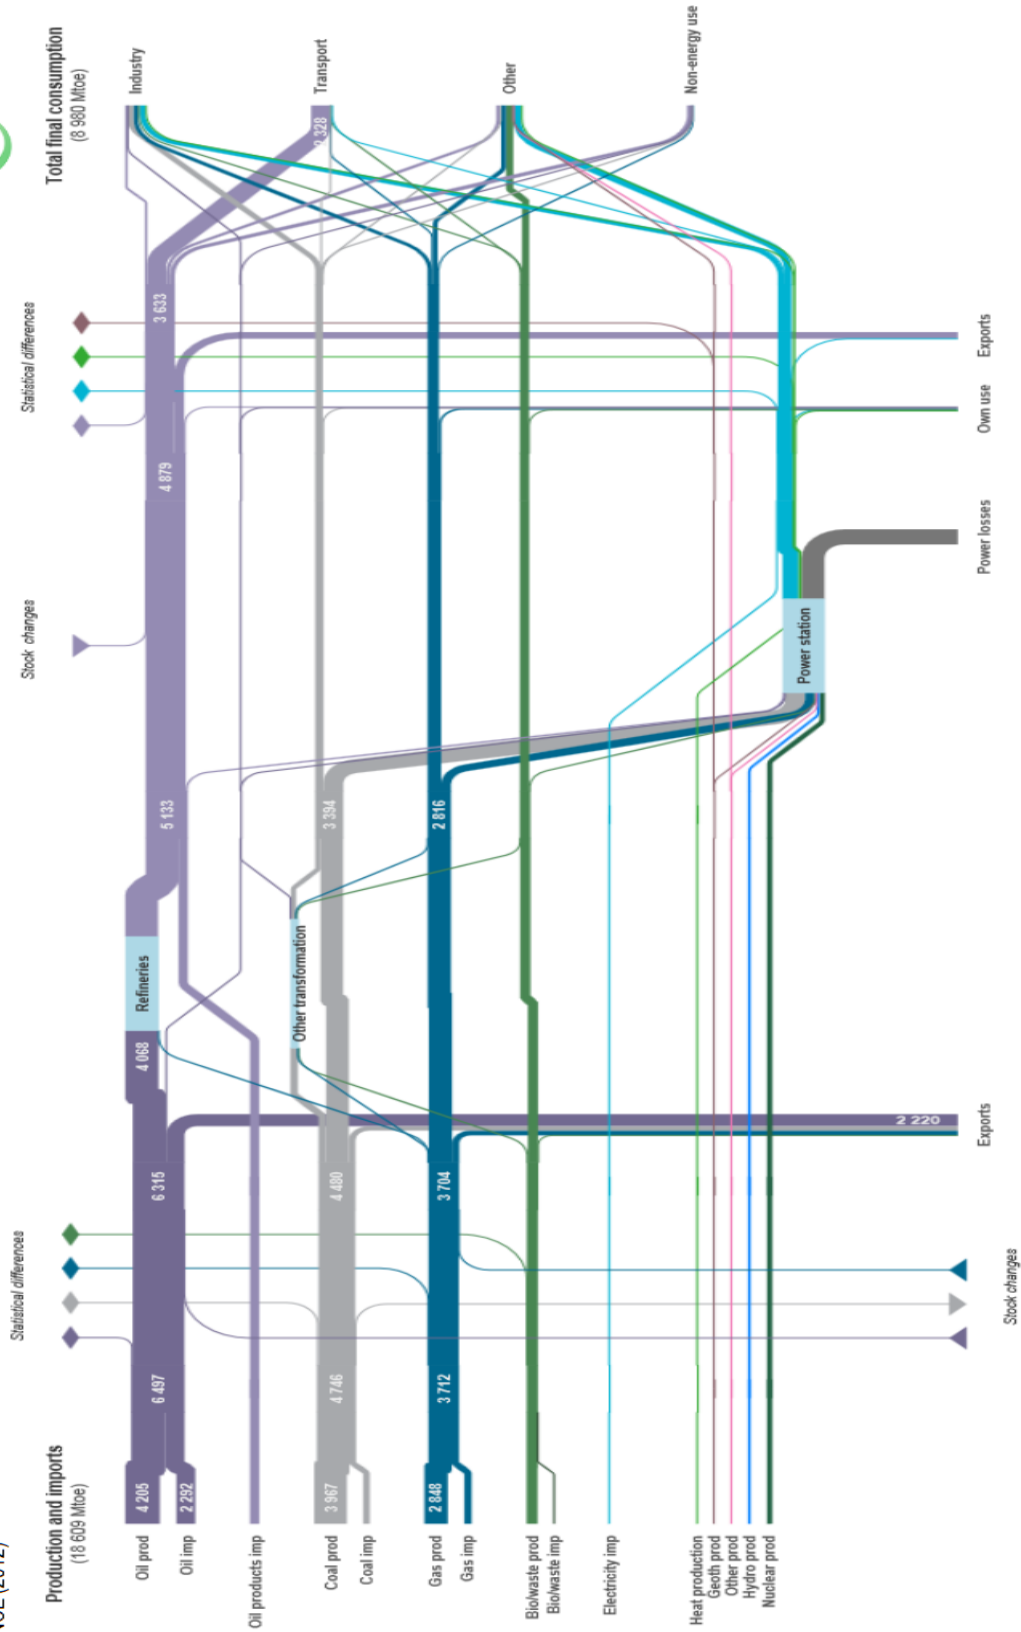 Production and imports
(18 609 Mtoe)
Oil prod
Oil imp
Oil products imp
Coal prod
Coal imp
Gas prod
Gas imp
Bio/waste prod
Bio/waste imp
Electricity imp
Heat production
Geoth prod
Other prod
Hydro prod
Nuclear prod
4 205
2 292
3 967
2 848
6 497
4 746
3 712
Statistical differences
Stock changes
6 315
4 480
3 704
Exports
2 220
4 068
Refineries
Other transformation
5 133
3 394
2 816
Stock changes
Power station
Power losses
4 879
Statistical differences
Own use
Exports
3 633
2 328
Total final consumption
(8 980 Mtoe)
Industry
Transport
Other
Non-energy use